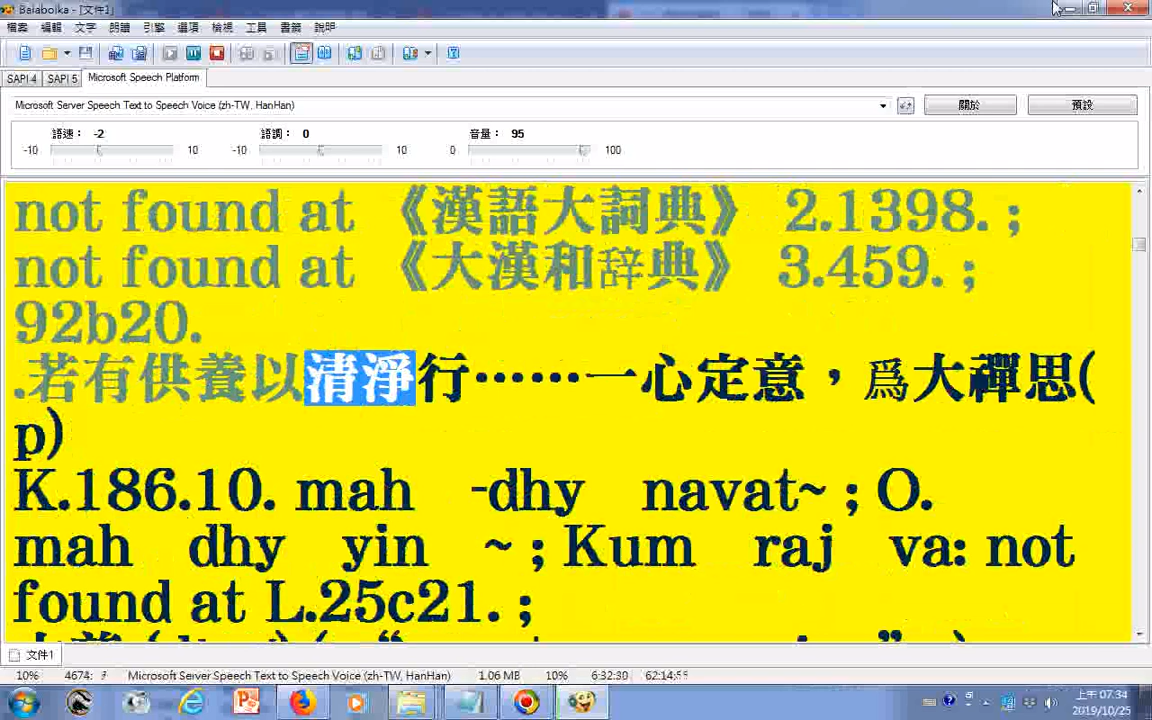 Balabolka - [文件1]
檔案 編輯 文字 朗讀 引擎 選項 檢視 工具 書籤 說明
SAPI 4 SAPI 5 Microsoft Speech Platform
Microsoft Server Speech Text to Speech Voice (zh-TW, HanHan) 關於 預設
語速： -2 語調： 0 音量： 95
-10 10 -10 10 0 100
not found at 《漢語大詞典》 2.1398. ;
not found at 《大漢和辞典》 3.459. ;
92b20.
.若有供養以清淨行……一心定意，爲大禪思(
p)
K.186.10. mah -dhy navat~ ; O.
mah dhy yin ~ ; Kum raj va: not
found at L.25c21. ;
文件1
10% 4674: Microsoft Server Speech Text to Speech Voice (zh-TW, HanHan) 1.06 MB 10% 6:32:30
上午 07:34
2019/10/25